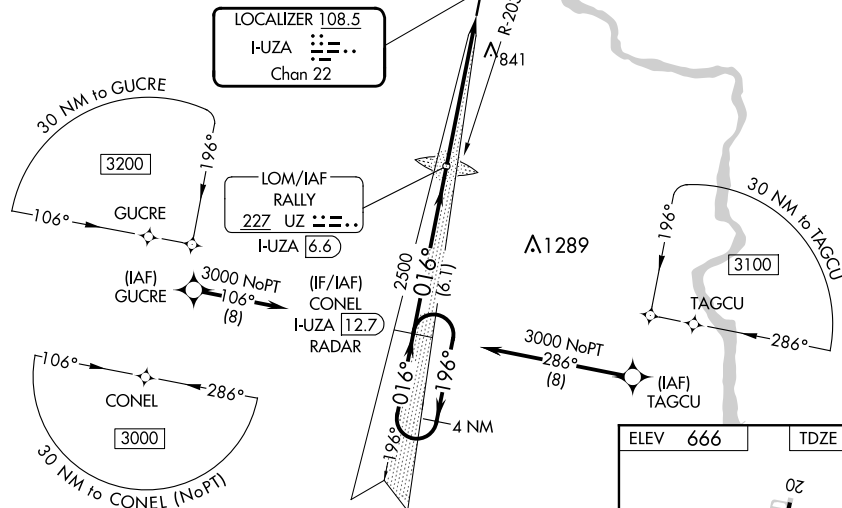 LOCALIZER 108.5
I-UZA
Chan 22
R-203
841
30 NM to GUCRE
3200
196°
106°
GUCRE
LOM/IAF
RALLY
227 UZ
I-UZA 6.6
(IAF)
GUCRE
3000 NoPT
106°
(8)
(IF/IAF)
CONEL
I-UZA 12.7
RADAR
2500
016°
(6.1)
1289
30 NM to TAGCU
196°
3100
TAGCU
286°
3000 NoPT
286°
(8)
(IAF)
TAGCU
106°
286°
CONEL
3000
30 NM to CONEL (NoPT)
016°
196°
196°
4 NM
ELEV 666
TDZE
20